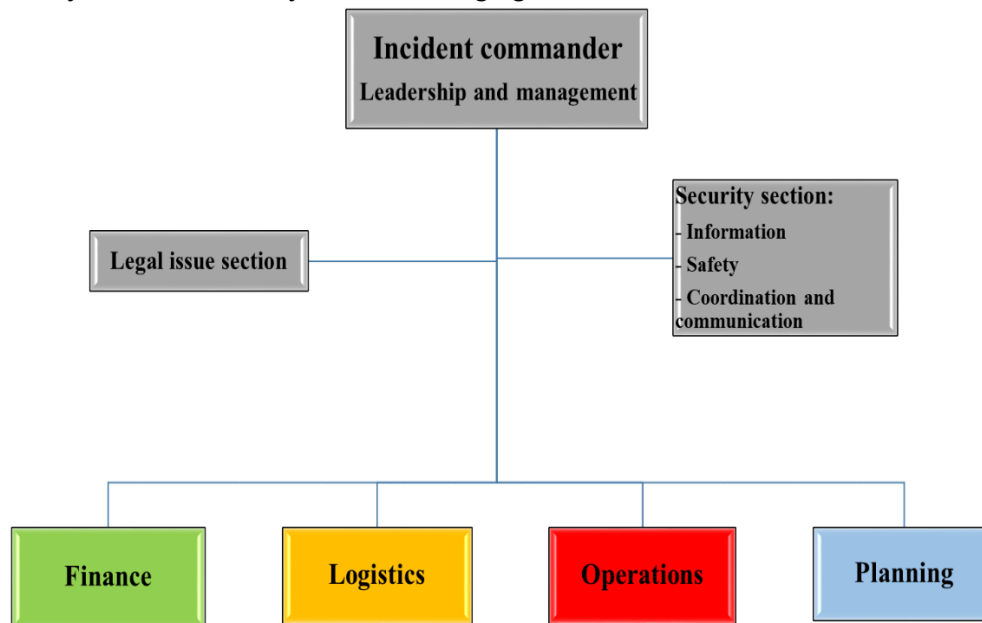 Incident commander
Leadership and management
Security section:
- Information
- Safety
- Coordination and
communication
Legal issue section
Finance
Logistics
Operations
Planning